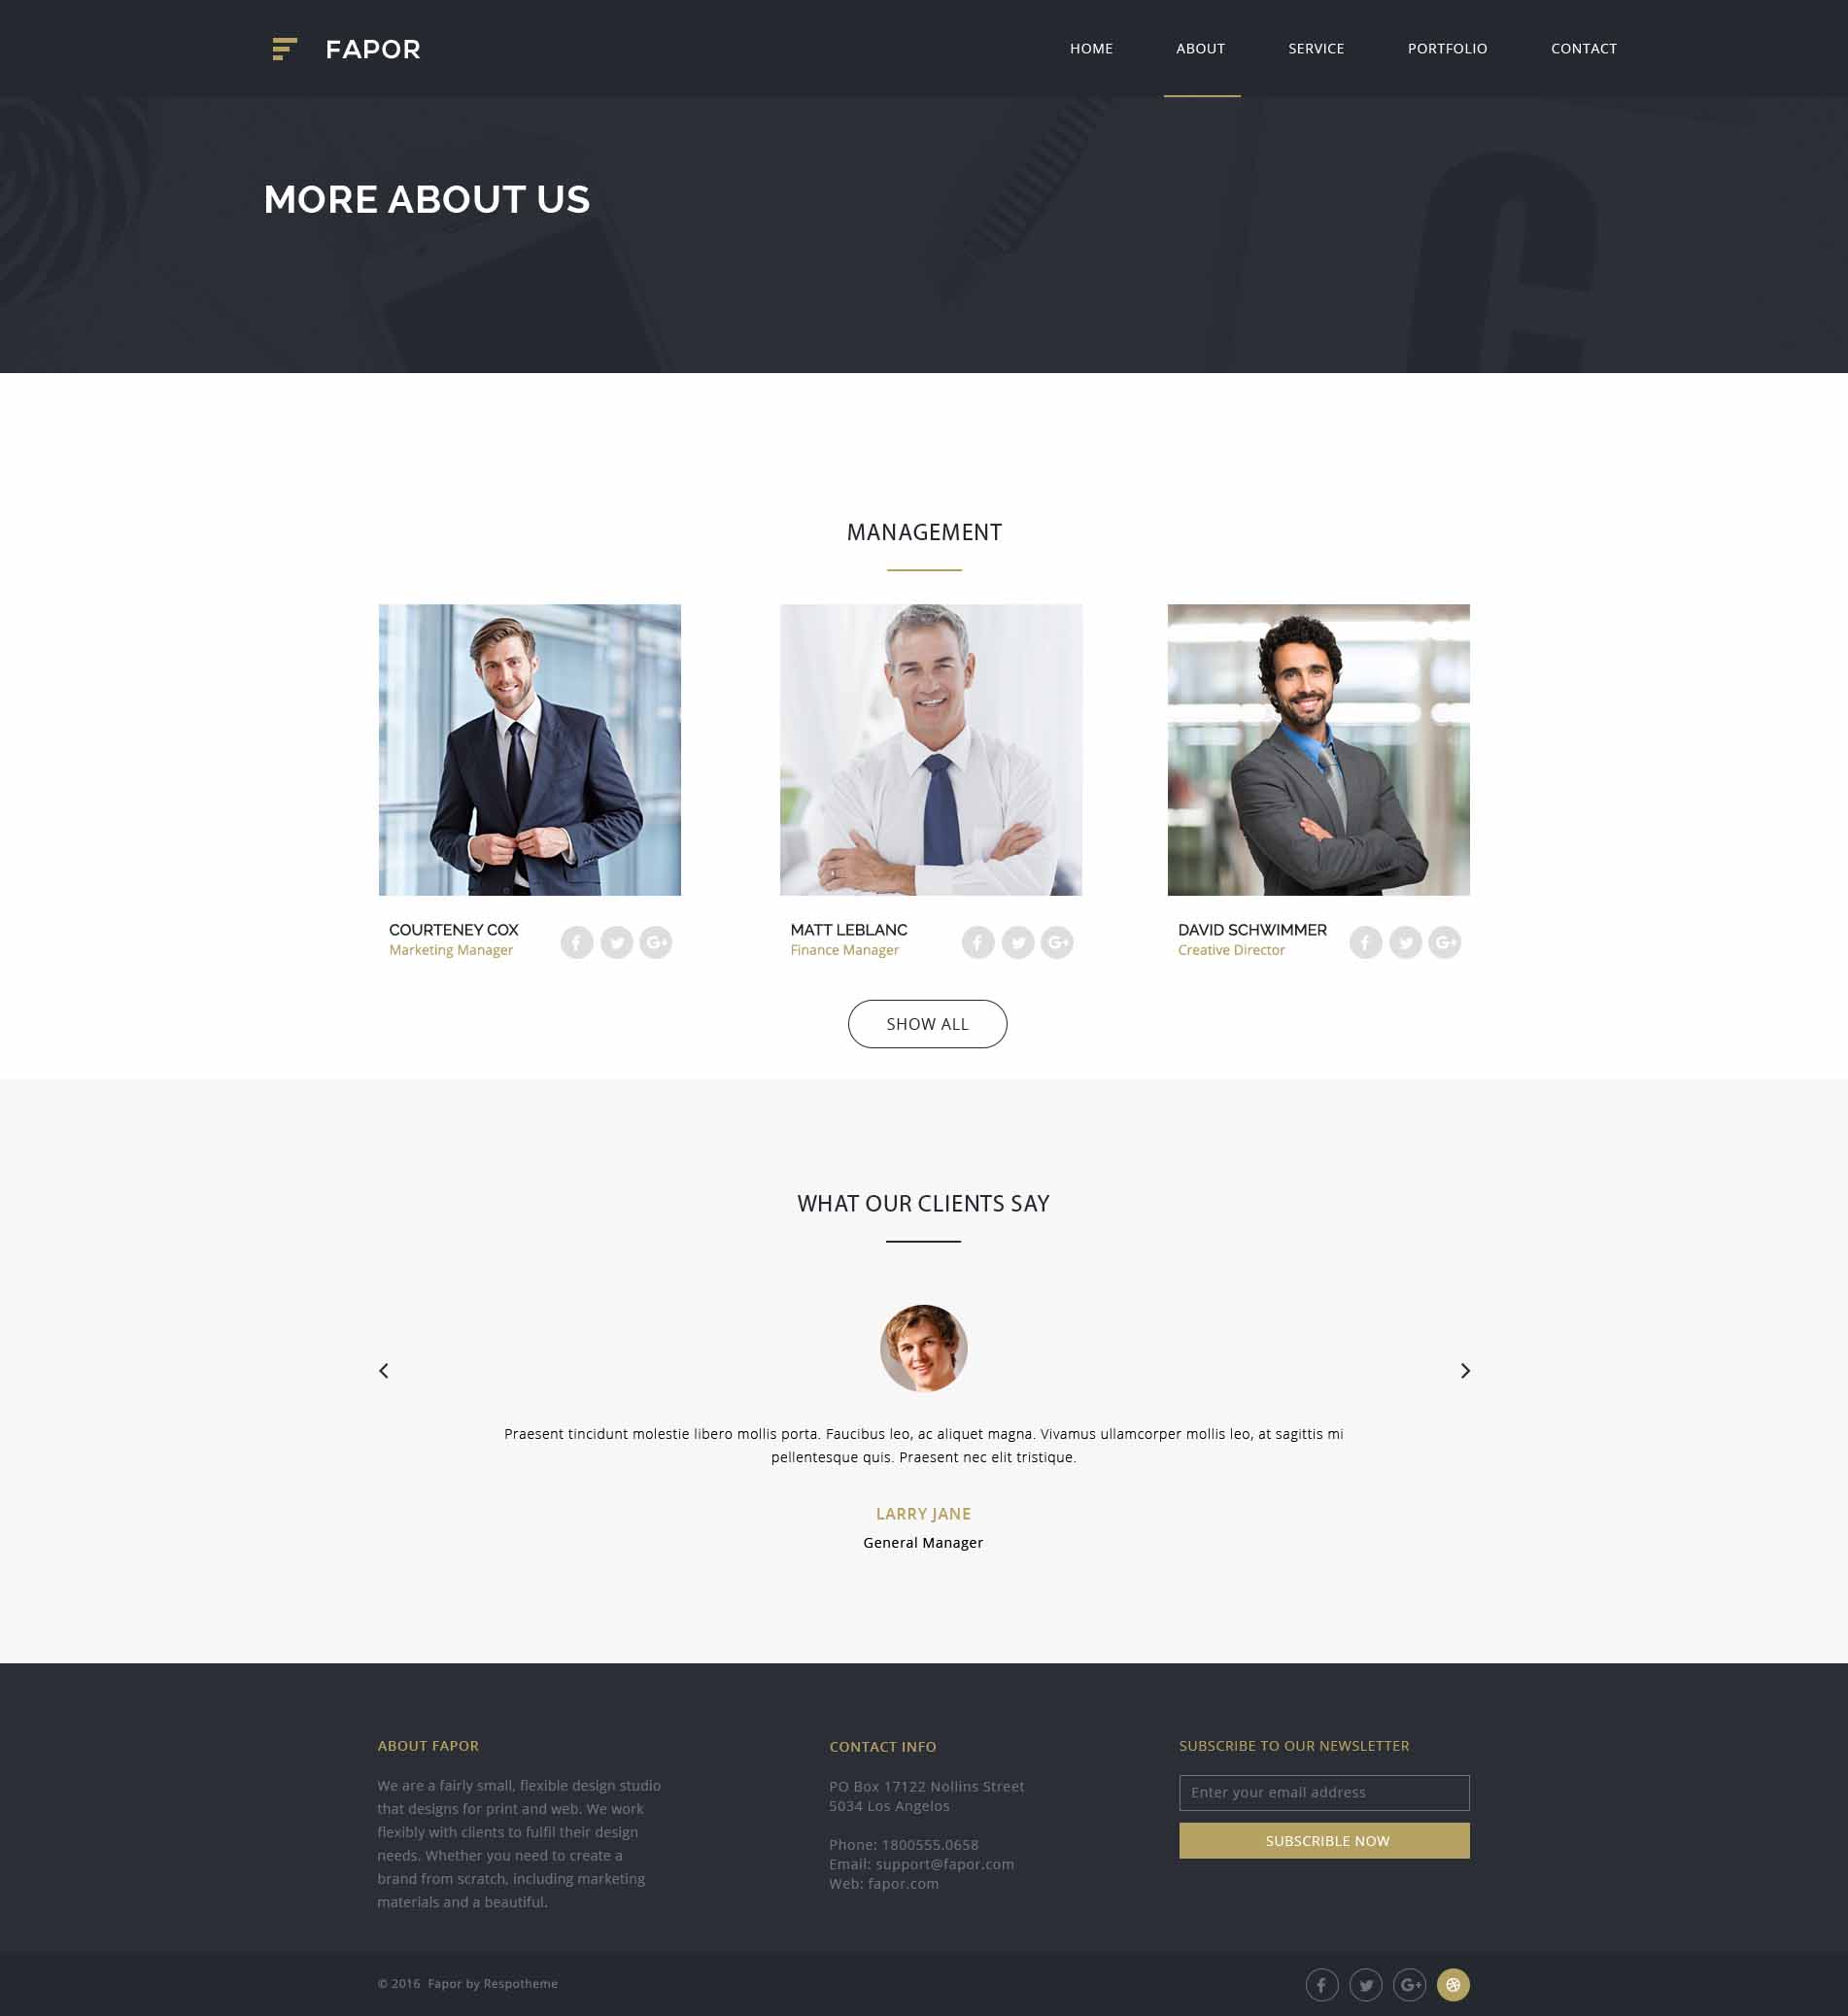 FAPOR
HOME ABOUT SERVICE PORTFOLIO CONTACT
MORE ABOUT US
MANAGEMENT
COURTENEY COX
Marketing Manager
G+
MATT LEBLANC
Finance Manager
G+
DAVID SCHWIMMER
Creative Director
G+
SHOW ALL
WHAT OUR CLIENTS SAY
Praesent tincidunt molestie libero mollis porta. Faucibus leo, ac aliquet magna. Vivamus ullamcorper mollis leo, at sagittis mi
pellentesque quis. Praesent nec elit tristique.
LARRY JANE
General Manager
ABOUT FAPOR
We are a fairly small, flexible design studio
that designs for print and web. We work
flexibly with clients to fulfil their design
needs. Whether you need to create a
brand from scratch, including marketing
materials and a beautiful.
CONTACT INFO
PO Box 17122 Nollins Street
5034 Los Angelos
Phone: 1800555.0658
Email: support@fapor.com
Web: fapor.com
SUBSCRIBE TO OUR NEWSLETTER
Enter your email address
SUBSCRIBLE NOW
© 2016 Fapor by Respotheme
G+